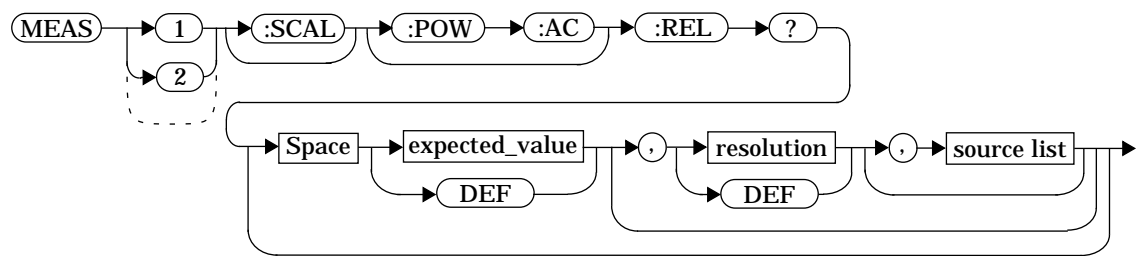 MEAS 1 :SCAL :POW :AC :REL ?
2
Space expected_value , resolution , source list
DEF DEF